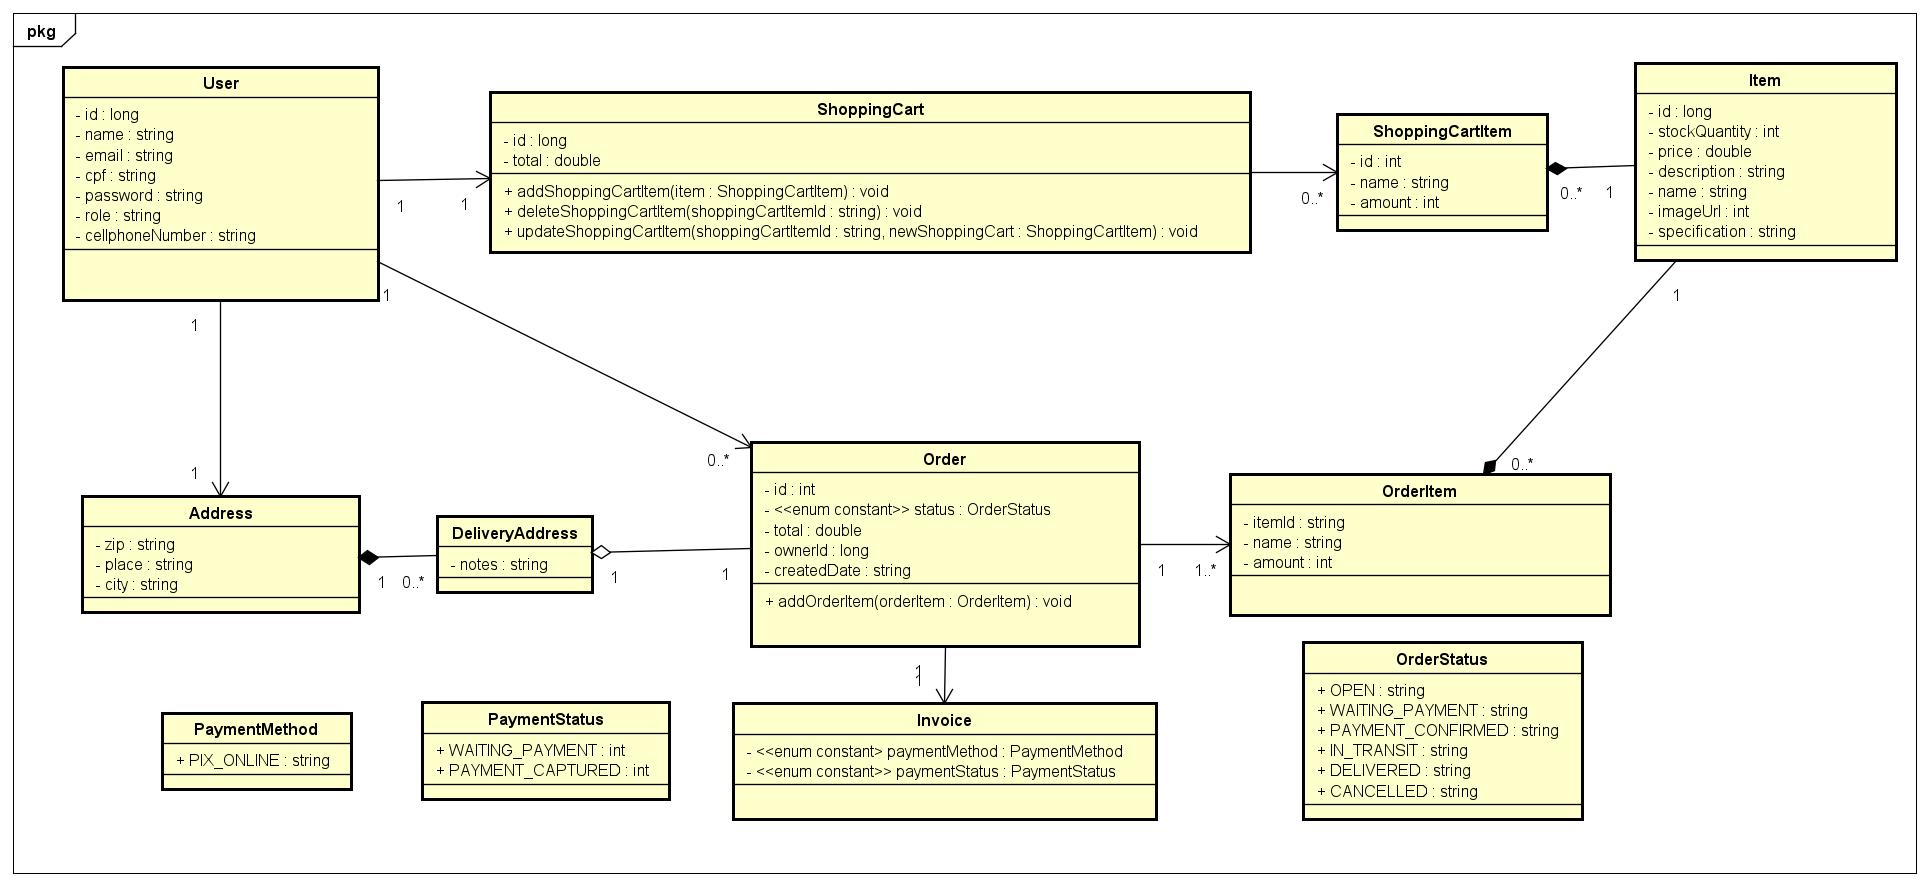 pkg
User
- id : long
- name : string
- email : string
- cpf : string
- password : string
- role : string
- cellphoneNumber : string
1
1
ShoppingCart
- id : long
- total : double
+ addShoppingCartItem(item : ShoppingCartItem) : void
+ deleteShoppingCartItem(shoppingCartItemId : string) : void
+ updateShoppingCartItem(shoppingCartItemId : string, newShoppingCart : ShoppingCartItem) : void
0..*
ShoppingCartItem
- id : int
- name : string
- amount : int
0..*
1
Item
- id : long
- stockQuantity : int
- price : double
- description : string
- name : string
- imageUrl : int
- specification : string
1
1
1
0..*
1
0..*
Address
- zip : string
- place : string
- city : string
1
0..*
DeliveryAddress
- notes : string
1
1
Order
- id : int
- <<enum constant>> status : OrderStatus
- total : double
- ownerId : long
- createdDate : string
+ addOrderItem(orderItem : OrderItem) : void
1
1..*
OrderItem
- itemId : string
- name : string
- amount : int
1
1
PaymentMethod
+ PIX_ONLINE : string
PaymentStatus
+ WAITING_PAYMENT : int
+ PAYMENT_CAPTURED : int
Invoice
- <<enum constant> paymentMethod : PaymentMethod
- <<enum constant>> paymentStatus : PaymentStatus
OrderStatus
+ OPEN : string
+ WAITING_PAYMENT : string
+ PAYMENT_CONFIRMED : string
+ IN_TRANSIT : string
+ DELIVERED : string
+ CANCELLED : string